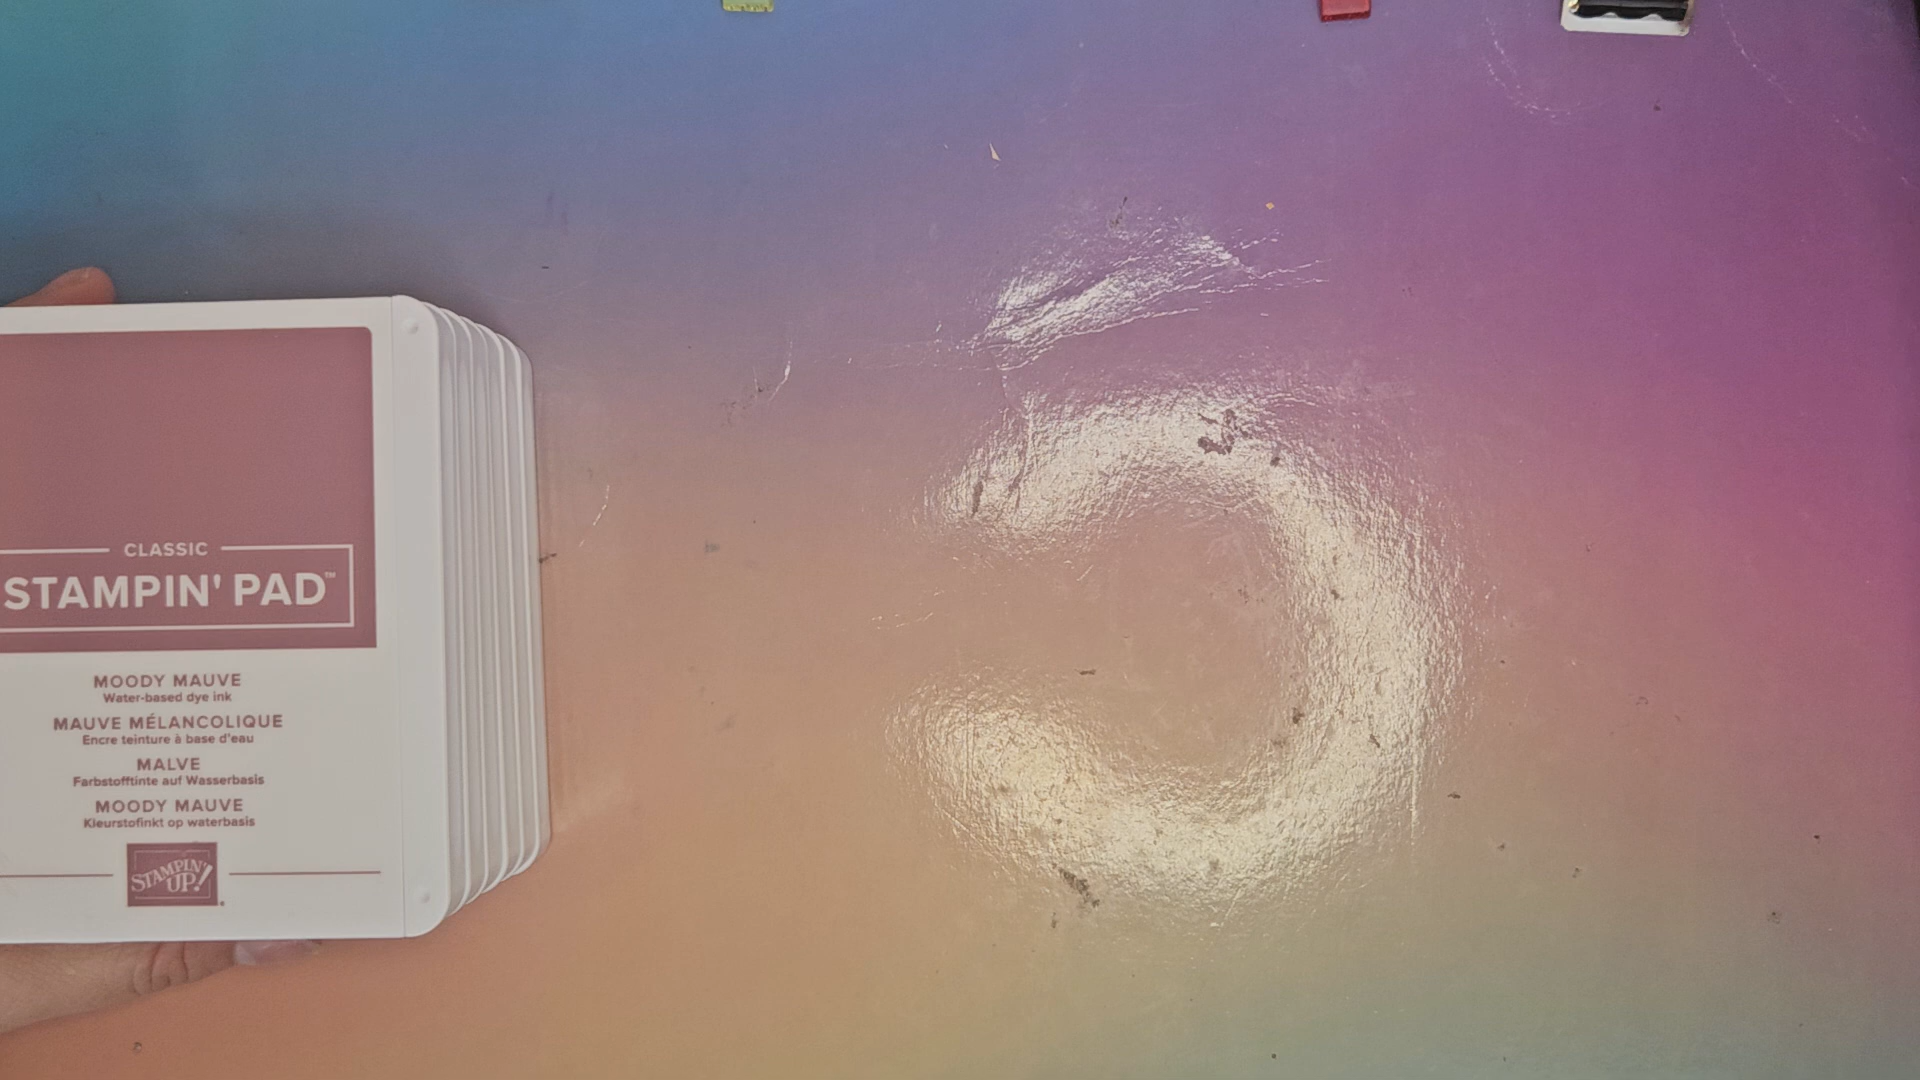 CLASSIC
STAMPIN' PAD™
MOODY MAUVE
Water-based dye ink
MAUVE MÉLANCOLIQUE
Encre teinture à base d'eau
MALVE
Farbstofftinte auf Wasserbasis
MOODY MAUVE
Kleurstofinkt op waterbasis
STAMPIN'
UP!